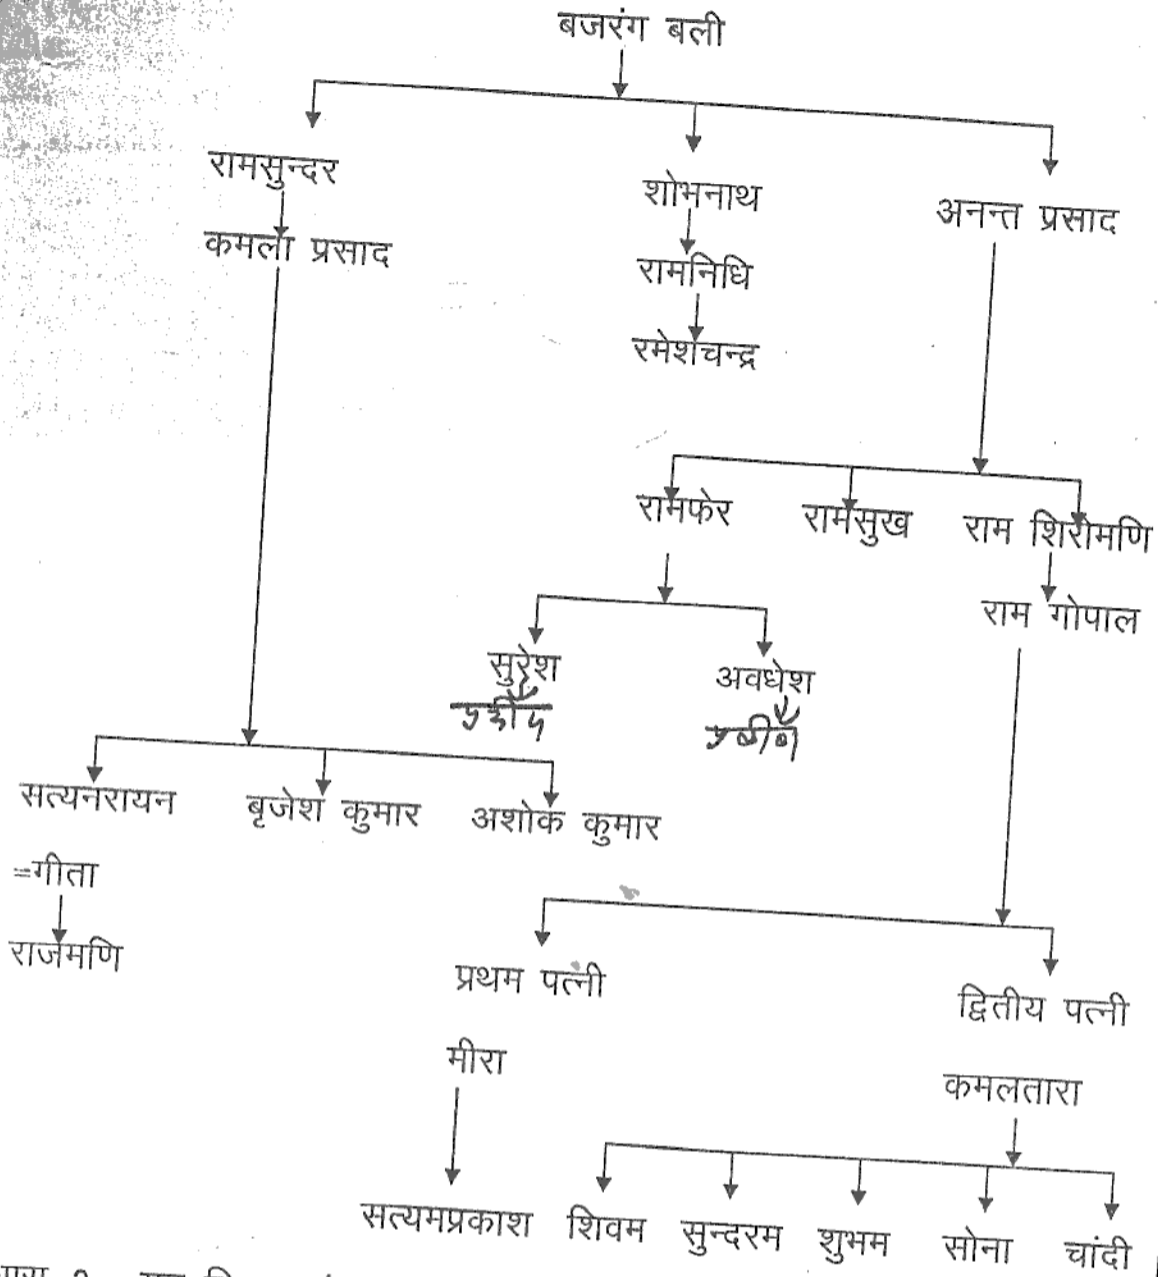 बजरंग बली
रामसुन्दर शोभनाथ अनन्त प्रसाद
कमला प्रसाद रामनिधि
रमेशचन्द्र
रामफेर रामसुख राम शिरोमणि
राम गोपाल
सुरेश अवधेश
सत्यनरायन बृजेश कुमार अशोक कुमार
=गीता
राजमणि
प्रथम पत्नी द्वितीय पत्नी
मीरा कमलतारा
सत्यमप्रकाश शिवम सुन्दरम शुभम सोना चांदी